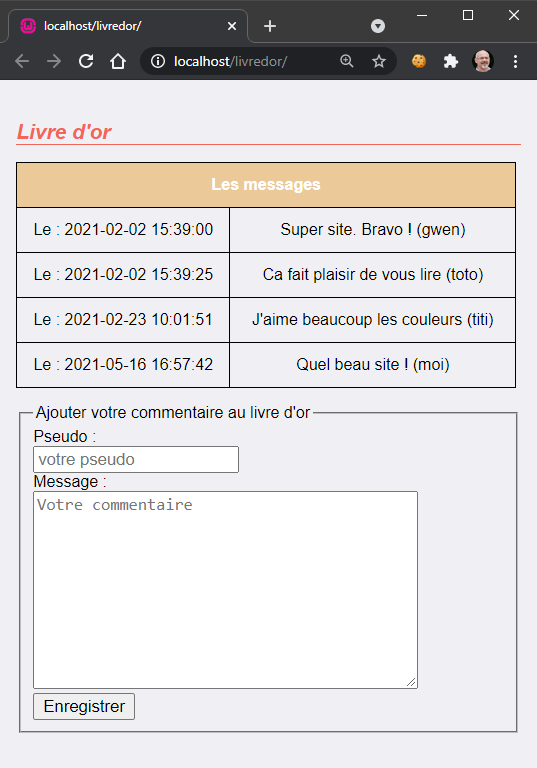 localhost/livredor/
localhost/livredor/
Livre d'or
Les messages
Le : 2021-02-02 15:39:00 Super site. Bravo ! (gwen)
Le : 2021-02-02 15:39:25 Ca fait plaisir de vous lire (toto)
Le : 2021-02-23 10:01:51 J'aime beaucoup les couleurs (titi)
Le : 2021-05-16 16:57:42 Quel beau site ! (moi)
Ajouter votre commentaire au livre d'or
Pseudo :
votre pseudo
Message :
Votre commentaire
Enregistrer